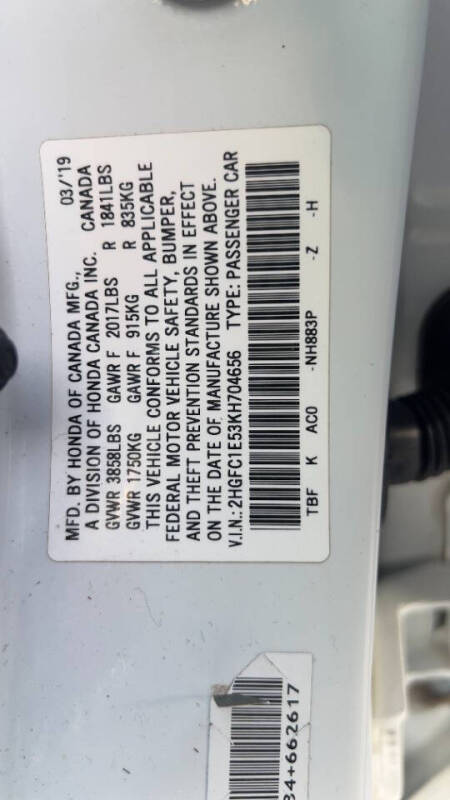 MFD. BY HONDA OF CANADA MFG., 03/'19
A DIVISION OF HONDA CANADA INC. CANADA
GVWR 3858LBS GAWR F 2017LBS R 1841LBS
GVWR 1750KG GAWR F 915KG R 835KG
THIS VEHICLE CONFORMS TO ALL APPLICABLE
FEDERAL MOTOR VEHICLE SAFETY, BUMPER,
AND THEFT PREVENTION STANDARDS IN EFFECT
ON THE DATE OF MANUFACTURE SHOWN ABOVE.
V.I.N.: 2HGFC1E53KH704656 TYPE: PASSENGER CAR
TBF K AC0 -NH883P -Z -H
34+662617